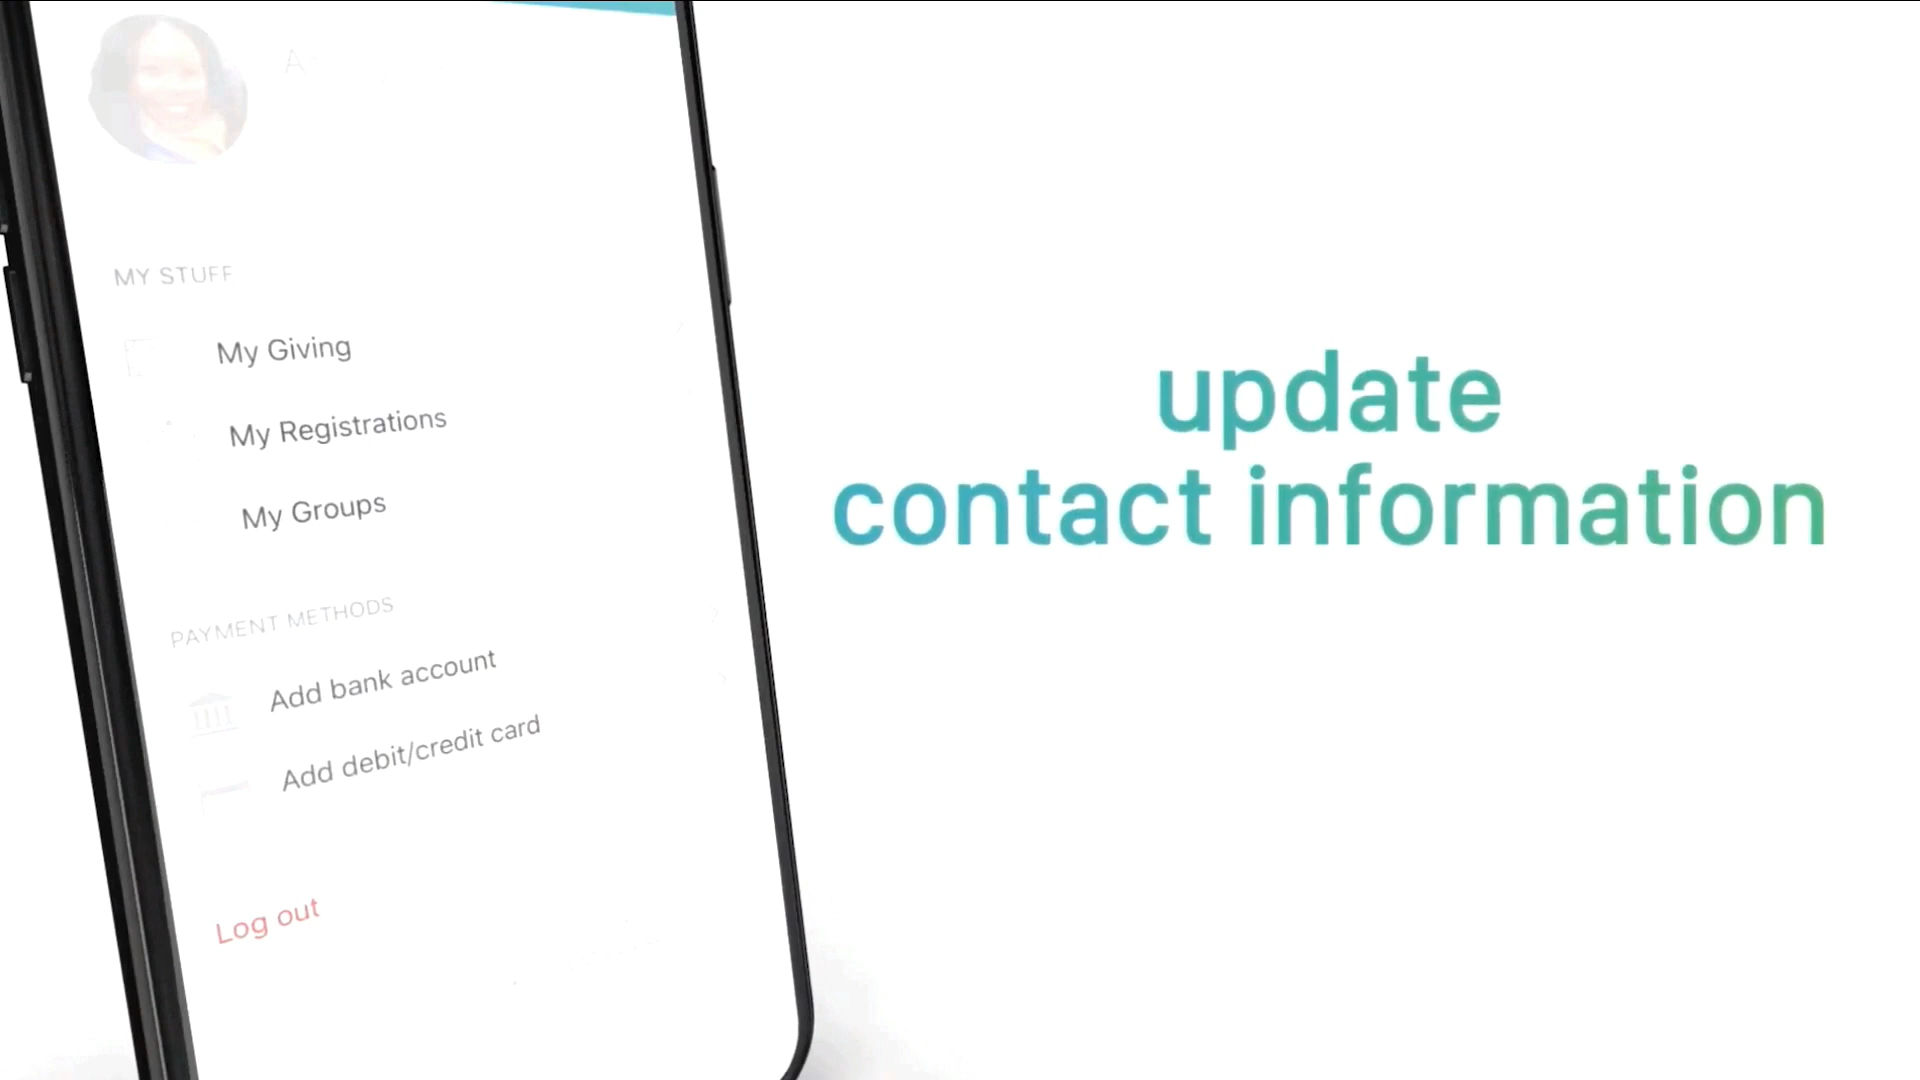 MY STUFF
My Giving
My Registrations
My Groups
PAYMENT METHODS
Add bank account
Add debit/credit card
Log out
update
contact information